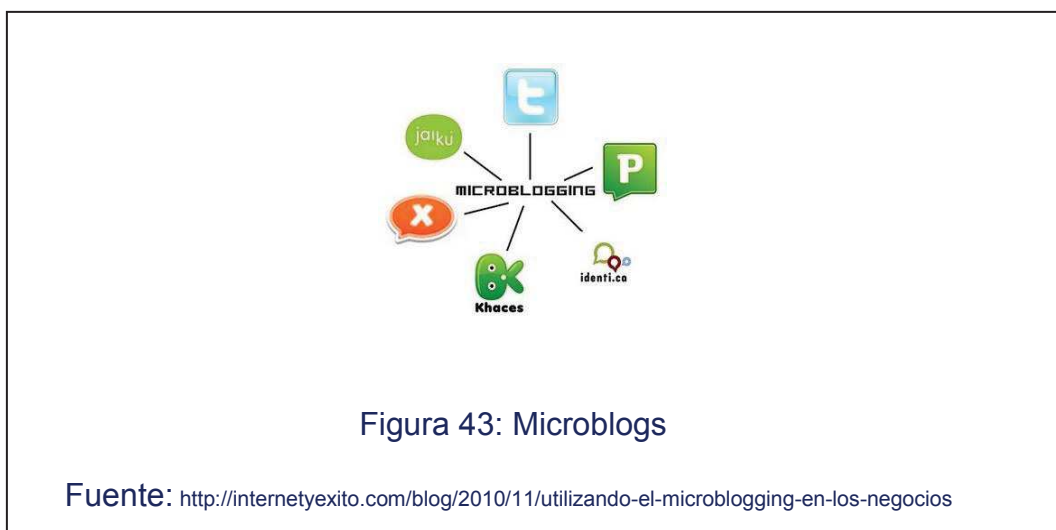 t
jaiku
P
MICROBLOGGING
x
identi.ca
Khaces
Figura 43: Microblogs
Fuente: http://internetyexito.com/blog/2010/11/utilizando-el-microblogging-en-los-negocios